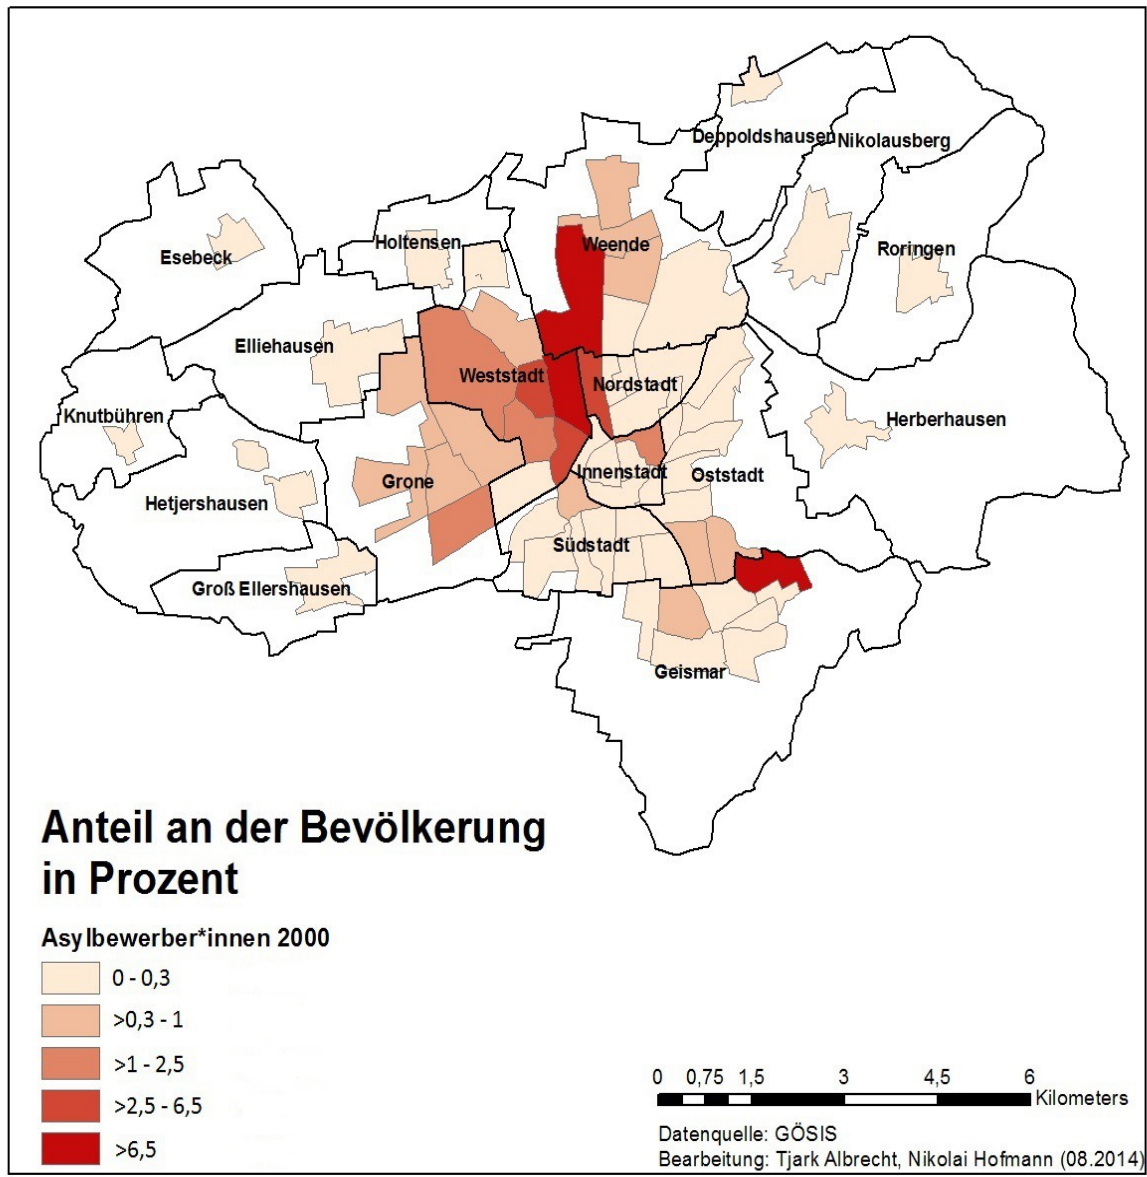 Deppoldshausen
Nikolausberg
Holtensen
Weende
Esebeck
Roringen
Elliehausen
Weststadt
Nordstadt
Knutbühren
Herberhausen
Innenstadt
Oststadt
Grone
Hetjershausen
Südstadt
Groß Ellershausen
Geismar
Anteil an der Bevölkerung
in Prozent
Asylbewerber*innen 2000
0 - 0,3
>0,3 - 1
>1 - 2,5
>2,5 - 6,5
>6,5
0 0,75 1,5 3 4,5 6
Kilometers
Datenquelle: GÖSIS
Bearbeitung: Tjark Albrecht, Nikolai Hofmann (08.2014)